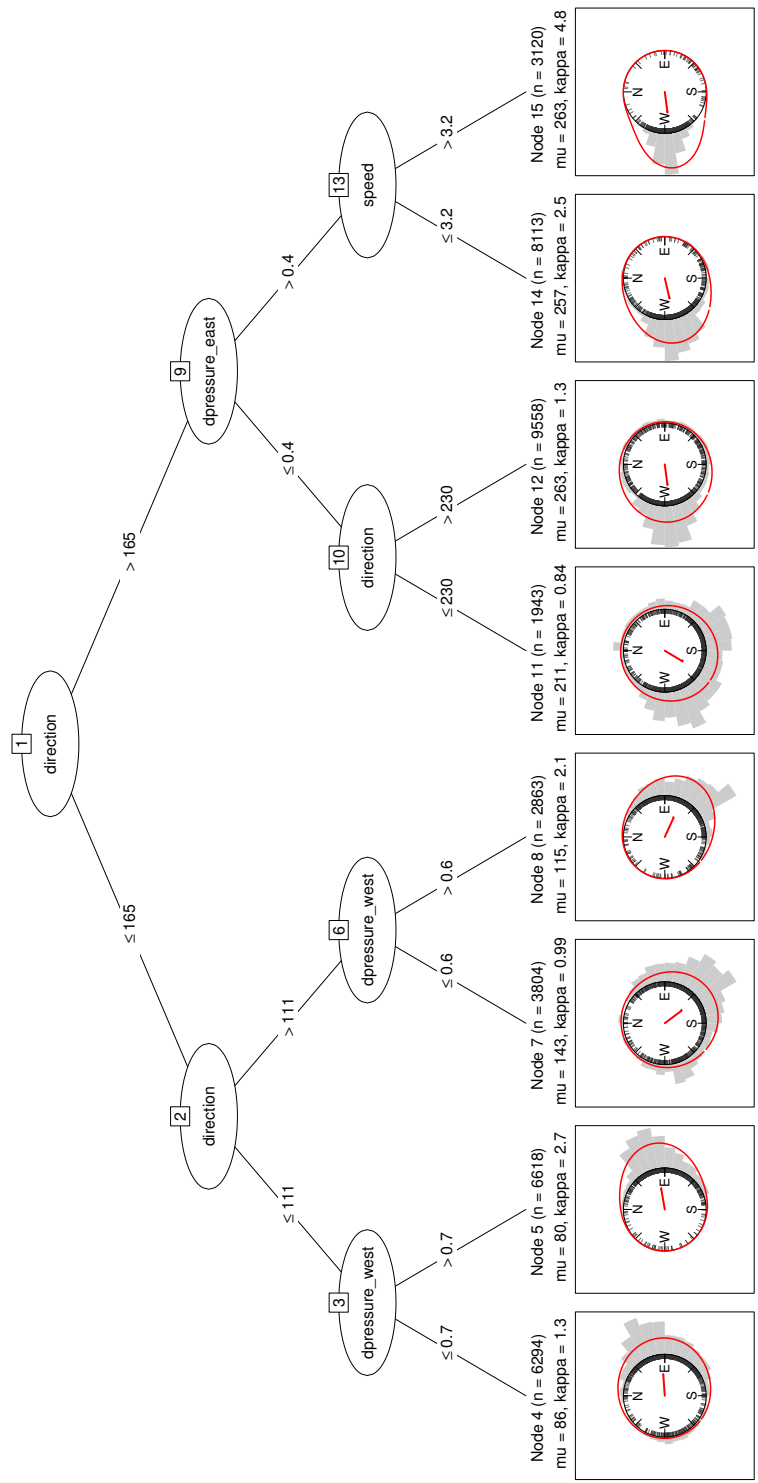 1
direction
≤ 165
> 165
2
direction
9
dpressure_east
≤ 111
> 111
≤ 0.4
> 0.4
3
dpressure_west
6
dpressure_west
10
direction
13
speed
≤ 0.7
> 0.7
≤ 0.6
> 0.6
≤ 230
> 230
≤ 3.2
> 3.2
Node 4 (n = 6294)
mu = 86, kappa = 1.3
N
W
E
S
Node 5 (n = 6618)
mu = 80, kappa = 2.7
N
W
E
S
Node 7 (n = 3804)
mu = 143, kappa = 0.99
N
W
E
S
Node 8 (n = 2863)
mu = 115, kappa = 2.1
N
W
E
S
Node 11 (n = 1943)
mu = 211, kappa = 0.84
N
W
E
S
Node 12 (n = 9558)
mu = 263, kappa = 1.3
N
W
E
S
Node 14 (n = 8113)
mu = 257, kappa = 2.5
N
W
E
S
Node 15 (n = 3120)
mu = 263, kappa = 4.8
N
W
E
S